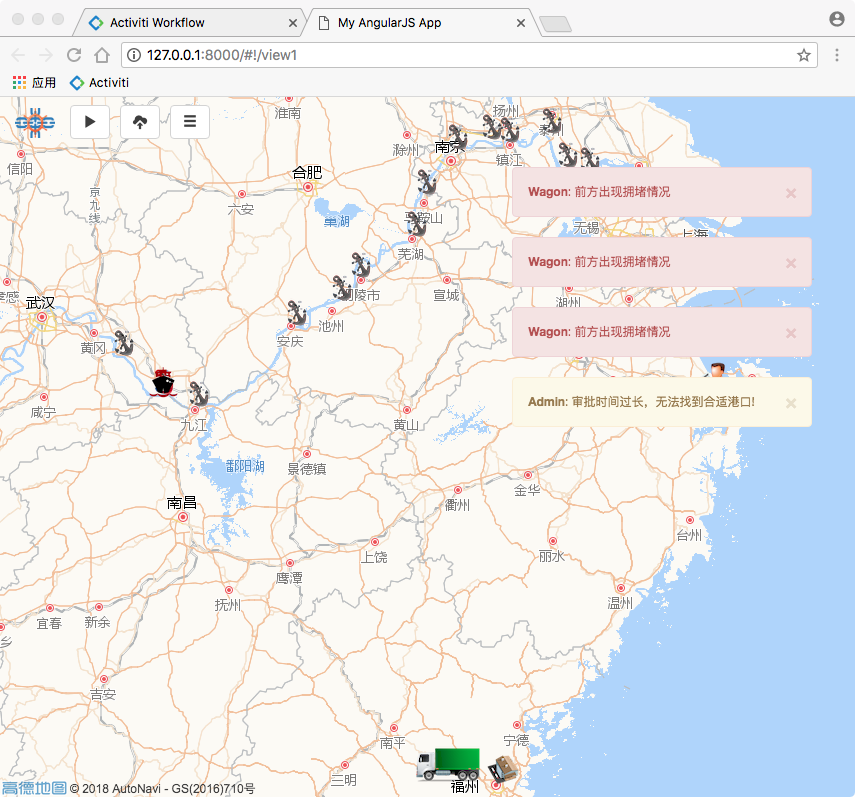 Activiti Workflow
My AngularJS App
127.0.0.1:8000/#!/view1
应用
Activiti
淮南
扬州
泰州
信阳
滁州
南京
镇江
合肥
六安
京九线
巢湖
马鞍山
Wagon: 前方出现拥堵情况
无锡
上海
芜湖
Wagon: 前方出现拥堵情况
孝感
武汉
铜陵市
宣城
湖州
池州
Wagon: 前方出现拥堵情况
黄冈
安庆
Admin: 审批时间过长，无法找到合适港口!
咸宁
九江
黄山
鄱阳湖
景德镇
金华
南昌
衢州
台州
上饶
丽水
鹰潭
抚州
温州
宜春
新余
乡
吉安
南平
宁德
三明
福州
高德地图 © 2018 AutoNavi - GS(2016)710号